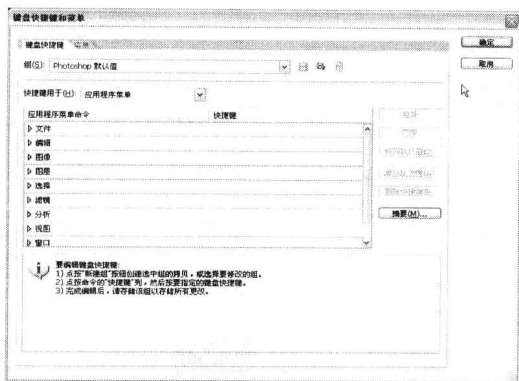 键盘快捷键和菜单
键盘快捷键 菜单
确定
组(S): Photoshop 默认值
取消
快捷键用于(H): 应用程序菜单
应用程序菜单命令 快捷键
文件
编辑
图像
图层
选择
滤镜
分析
视图
窗口
摘要(M)...
要编辑键盘快捷键:
1) 点按"新建组"按钮创建选中组的拷贝，或选择要修改的组。
2) 点按命令的"快捷键"列，然后按要指定的键盘快捷键。
3) 完成编辑后，请存储该组以存储所有更改。